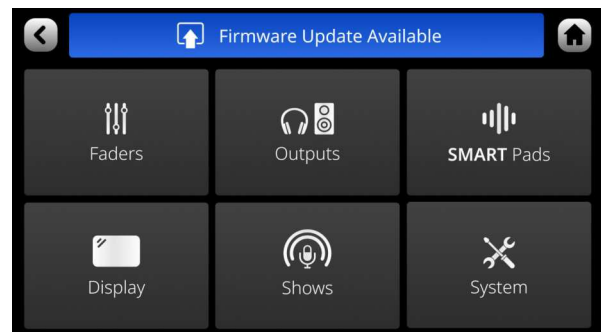 Firmware Update Available
Faders
Outputs
SMART Pads
Display
Shows
System